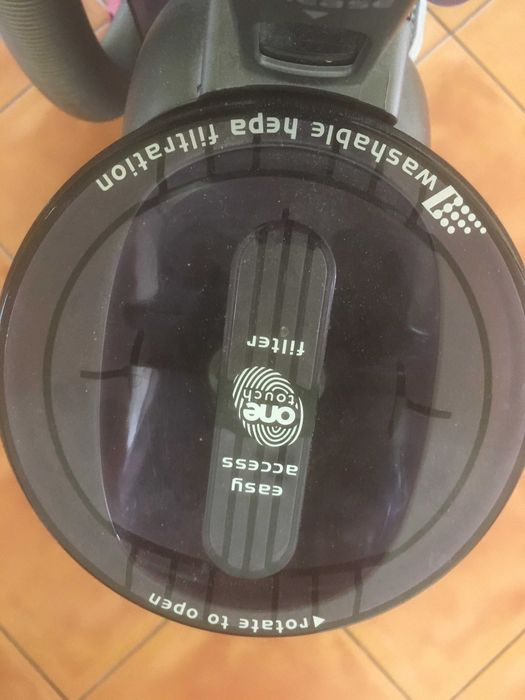 easy
access
one
touch
filter
washable hepa filtration
◄rotate to open